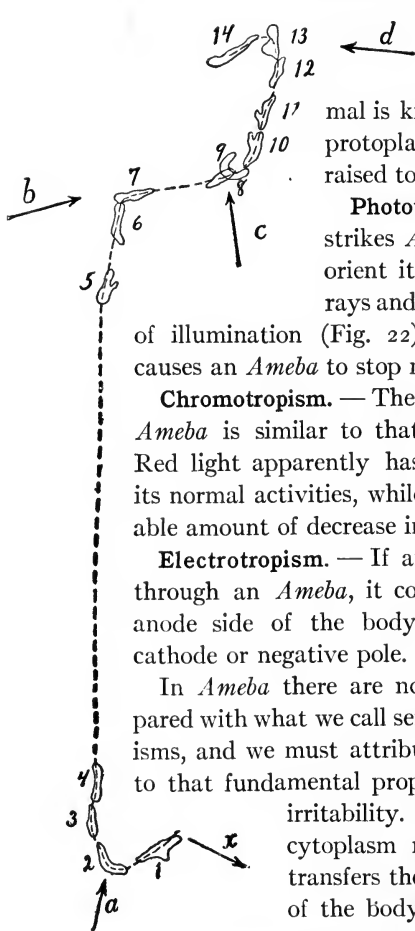 14 13 d
12
11 mal is k
10 protopla
9 raised to
7 8
b Photo
6 c strikes A
orient it
5 rays and
of illumination (Fig. 22)
causes an Ameba to stop
Chromotropism. — The
Ameba is similar to that
Red light apparently has
its normal activities, while
able amount of decrease in
Electrotropism. — If a
through an Ameba, it co
anode side of the body
cathode or negative pole.
In Ameba there are no
pared with what we call se
isms, and we must attribu
4 to that fundamental prop
3 irritability.
2 1 x cytoplasm
transfers the
a of the body